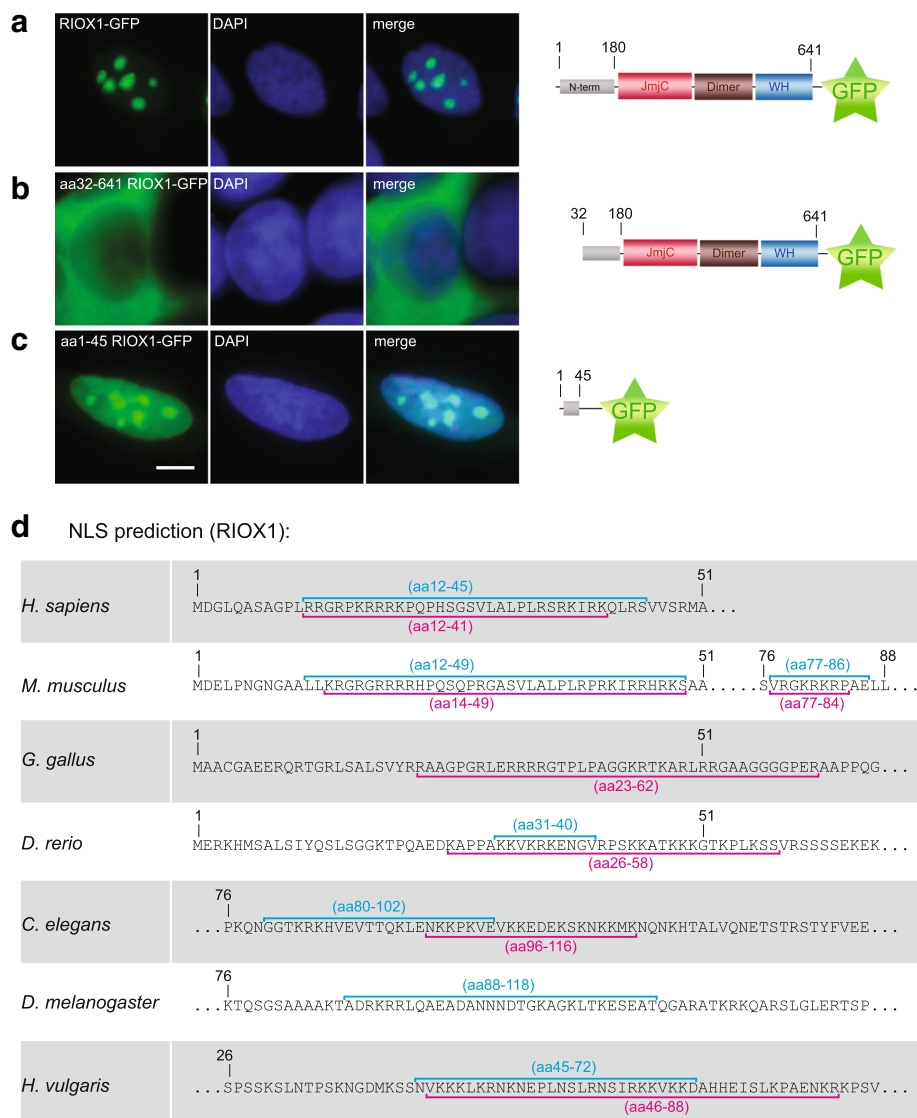 a
RIOX1-GFP
DAPI
merge
1 180 641
N-term JmjC Dimer WH GFP
b
aa32-641 RIOX1-GFP
DAPI
merge
32 180 641
JmjC Dimer WH GFP
c
aa1-45 RIOX1-GFP
DAPI
merge
1 45
GFP
d NLS prediction (RIOX1):
1 51
(aa12-45)
H. sapiens MDGLQASAGPLRRGRPKRRRKPQPHSGSVLALPLRSRKIRKQLRSVVSRMA...
(aa12-41)
1 51 76 88
(aa12-49) (aa77-86)
M. musculus MDELPNGNGAALLKRGRGRRRRHPQSQPRGASVLALPLRPRKIRRHRKSAA.....SVRGKRKRPAELL...
(aa14-49) (aa77-84)
1 51
G. gallus MAACGAEERQRTGRLSALSVYRRAAGPGRLERRRRGTPLPAGGKRTKARLRRGAAGGGGPERAAPPQG...
(aa23-62)
1 51
(aa31-40)
D. rerio MERKHMSALSIYQSLSGGKTPQAEDKAPPAKKVKRKENGVRPSKKATKKKGTKPLKSSVRSSSSEKEK...
(aa26-58)
76
(aa80-102)
C. elegans ...PKQNGGTKRKHVEVTTQKLENKKPKVEVKKEDEKSKNKKMKNQNKHTALVQNETSTRSTYFVEE...
(aa96-116)
76
(aa88-118)
D. melanogaster ...KTQSGSAAAAKTADRKRRLQAEADANNNDTGKAGKLTKESEATQGARATKRKQARSLGLERTSP...
26
(aa45-72)
H. vulgaris ...SPSSKSLNTPSKNGDMKSSNVKKKLKRNKNEPLNSLRNSIRKKVKKDAHHEISLKPAENKRKPSV...
(aa46-88)